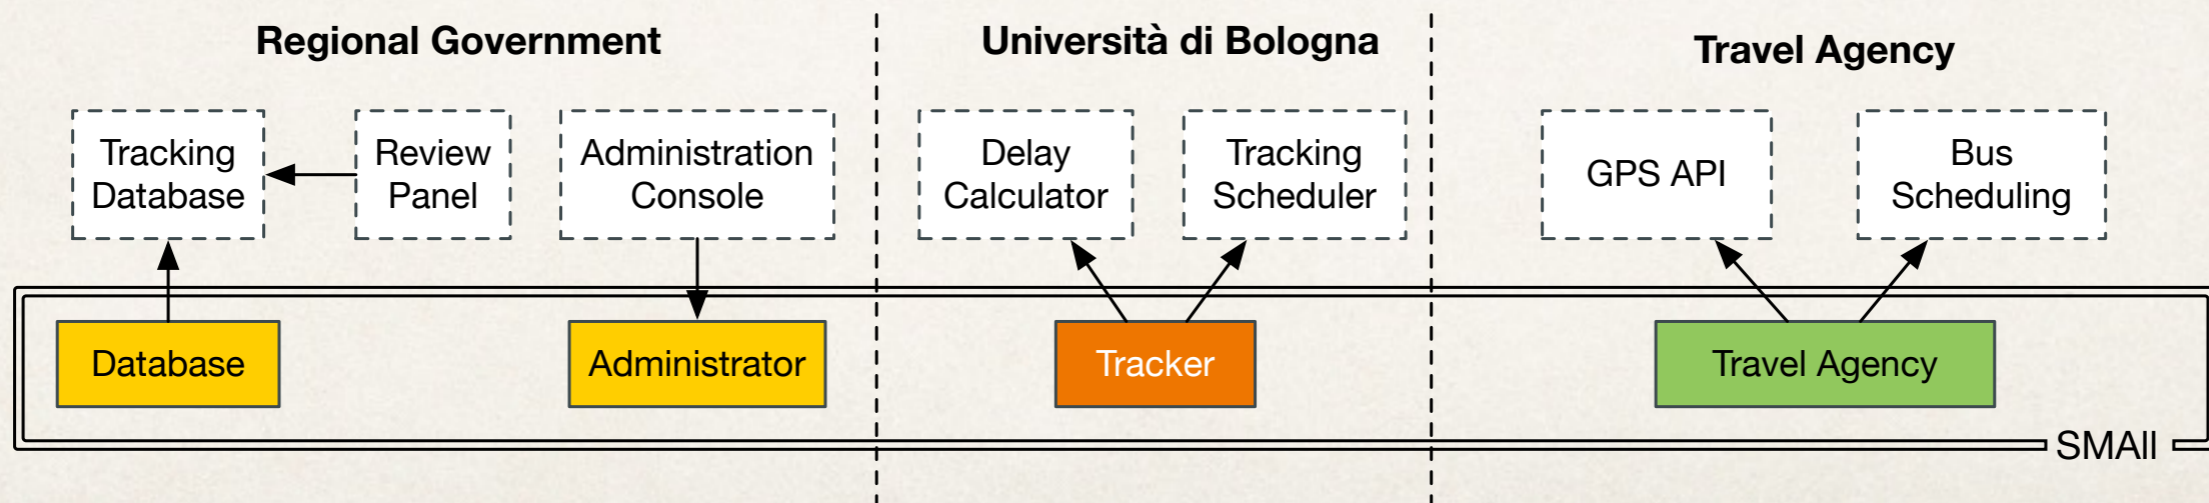 Regional Government
Università di Bologna
Travel Agency
Tracking
Database
Review
Panel
Administration
Console
Delay
Calculator
Tracking
Scheduler
GPS API
Bus
Scheduling
Database
Administrator
Tracker
Travel Agency
SMAll